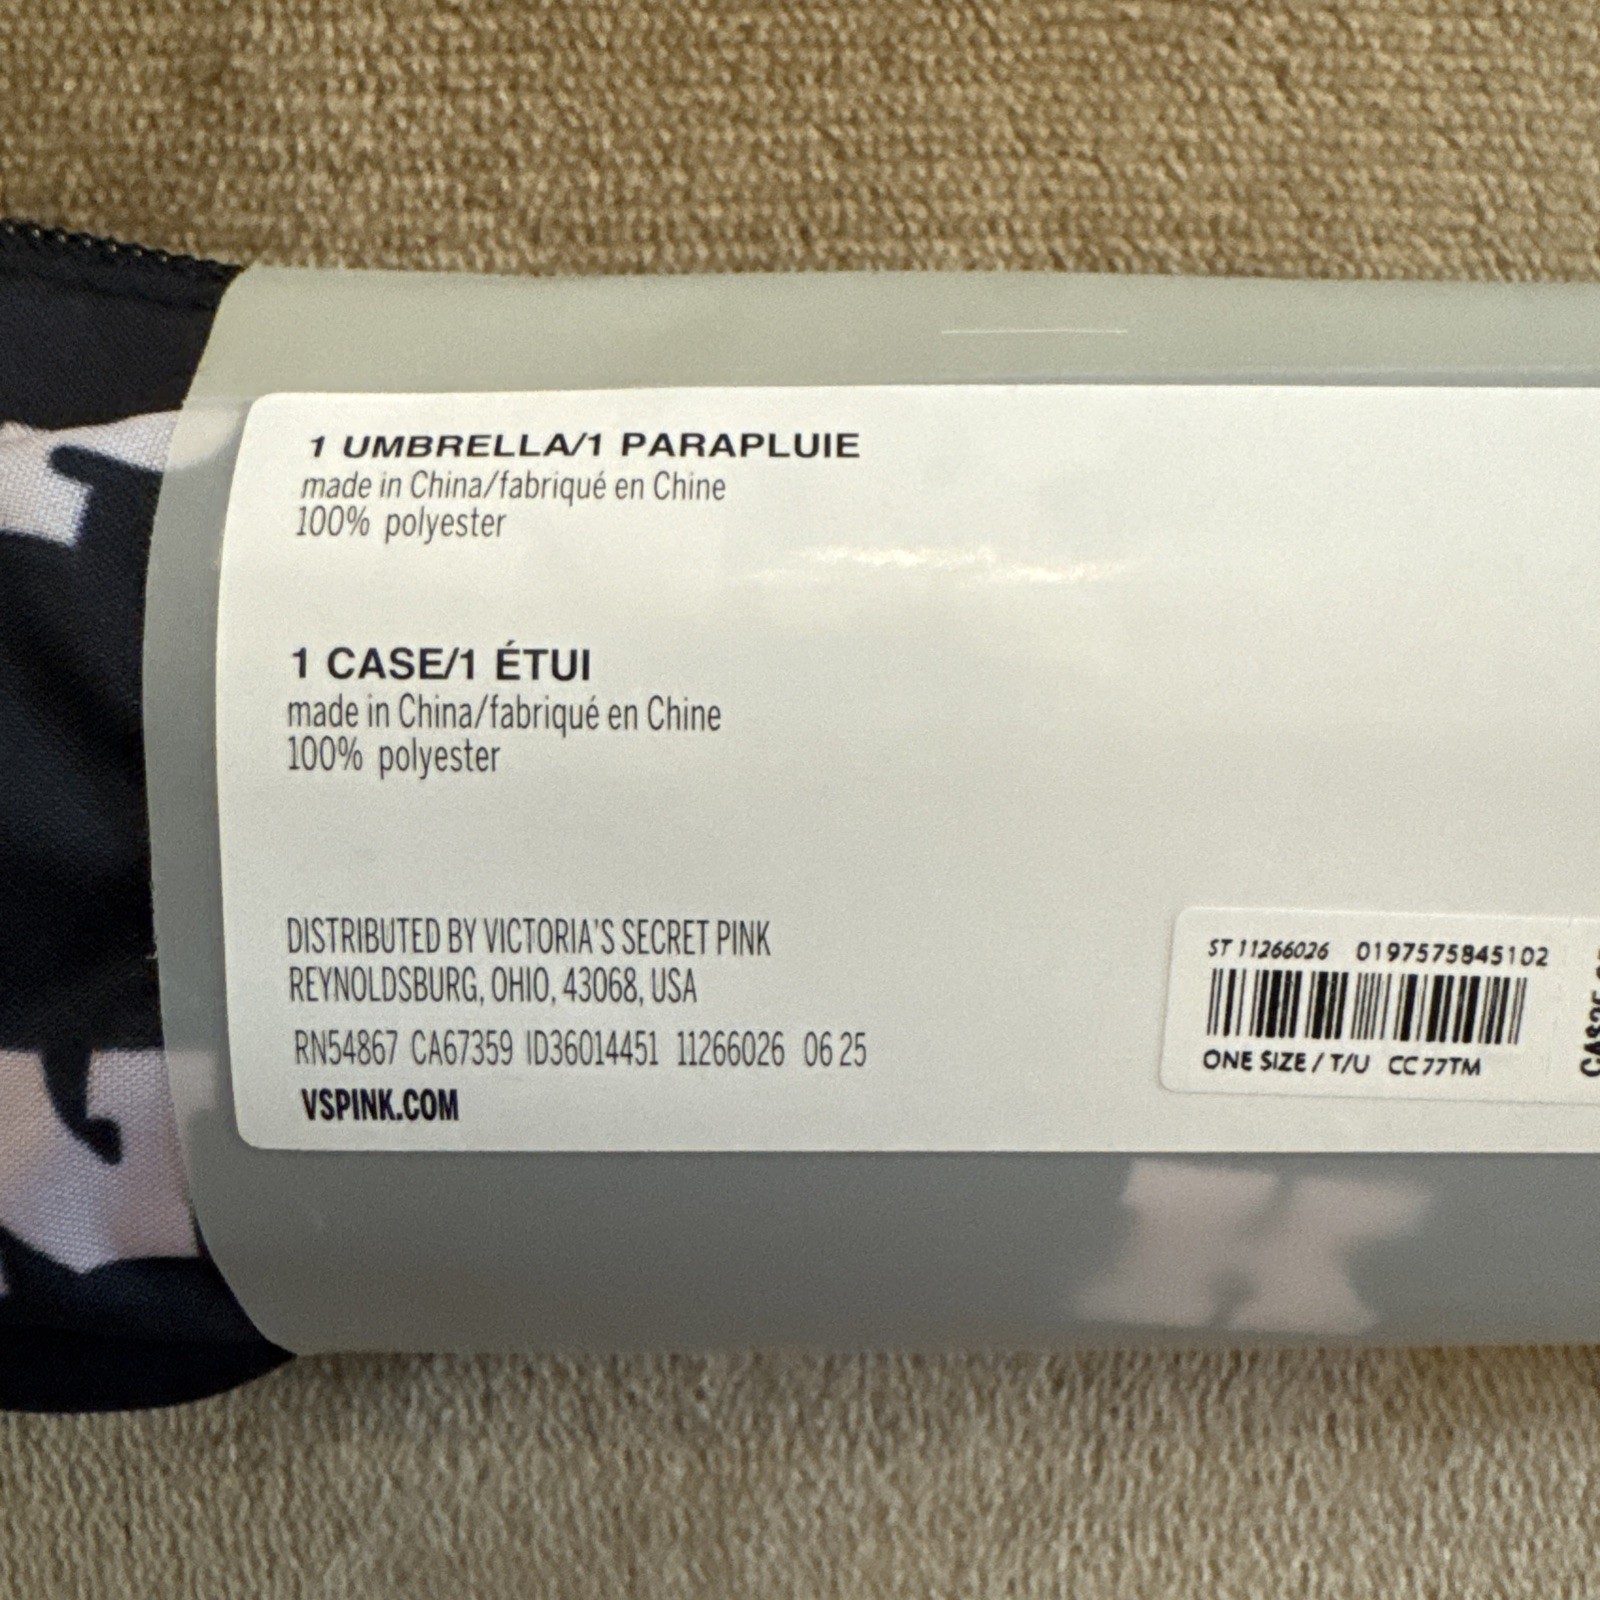 1 UMBRELLA/1 PARAPLUIE
made in China/fabriqué en Chine
100% polyester
1 CASE/1 ÉTUI
made in China/fabriqué en Chine
100% polyester
DISTRIBUTED BY VICTORIA'S SECRET PINK
REYNOLDSBURG, OHIO, 43068, USA
RN54867 CA67359 ID36014451 11266026 06 25
VSPINK.COM
ST 11266026 0197575845102
ONE SIZE / T/U CC 77TM